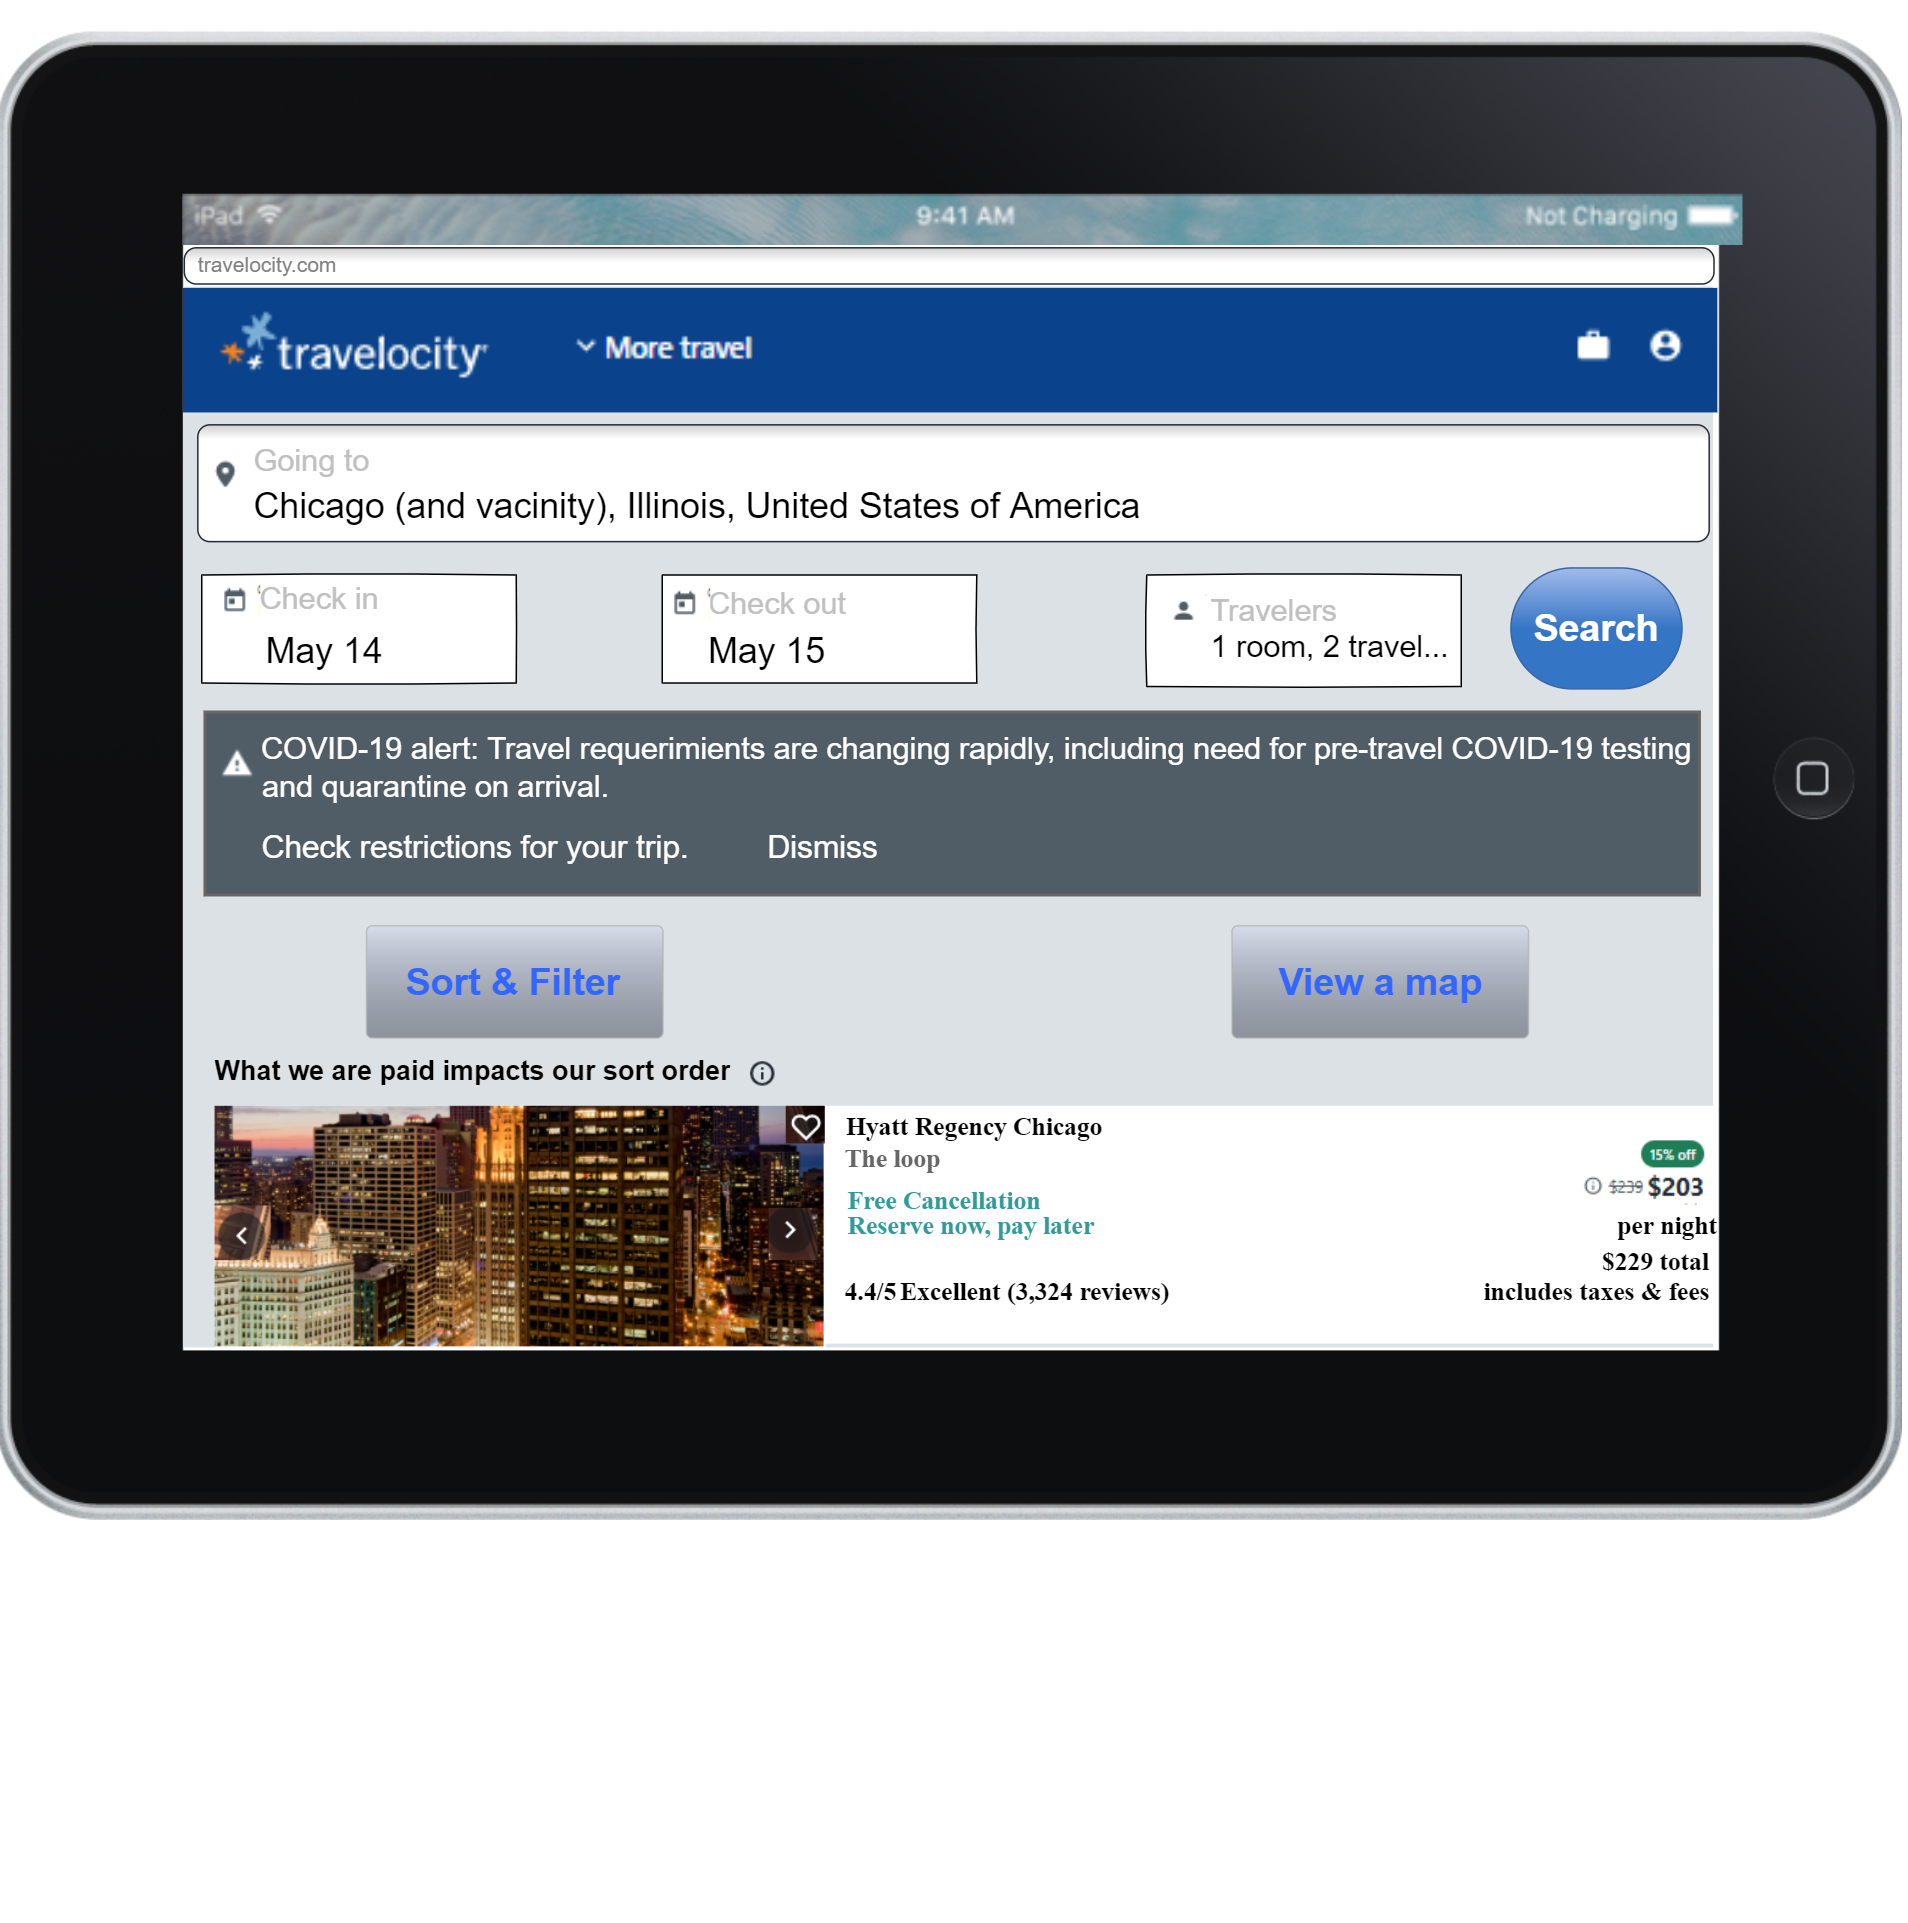 iPad 9:41 AM Not Charging
travelocity.com
travelocity More travel
Going to
Chicago (and vacinity), Illinois, United States of America
Check in Check out Travelers
May 14 May 15 1 room, 2 travel...
Search
COVID-19 alert: Travel requerimients are changing rapidly, including need for pre-travel COVID-19 testing
and quarantine on arrival.
Check restrictions for your trip. Dismiss
Sort & Filter View a map
What we are paid impacts our sort order
Hyatt Regency Chicago
The loop
15% off
Free Cancellation
$239 $203
Reserve now, pay later
per night
$229 total
4.4/5 Excellent (3,324 reviews)
includes taxes & fees